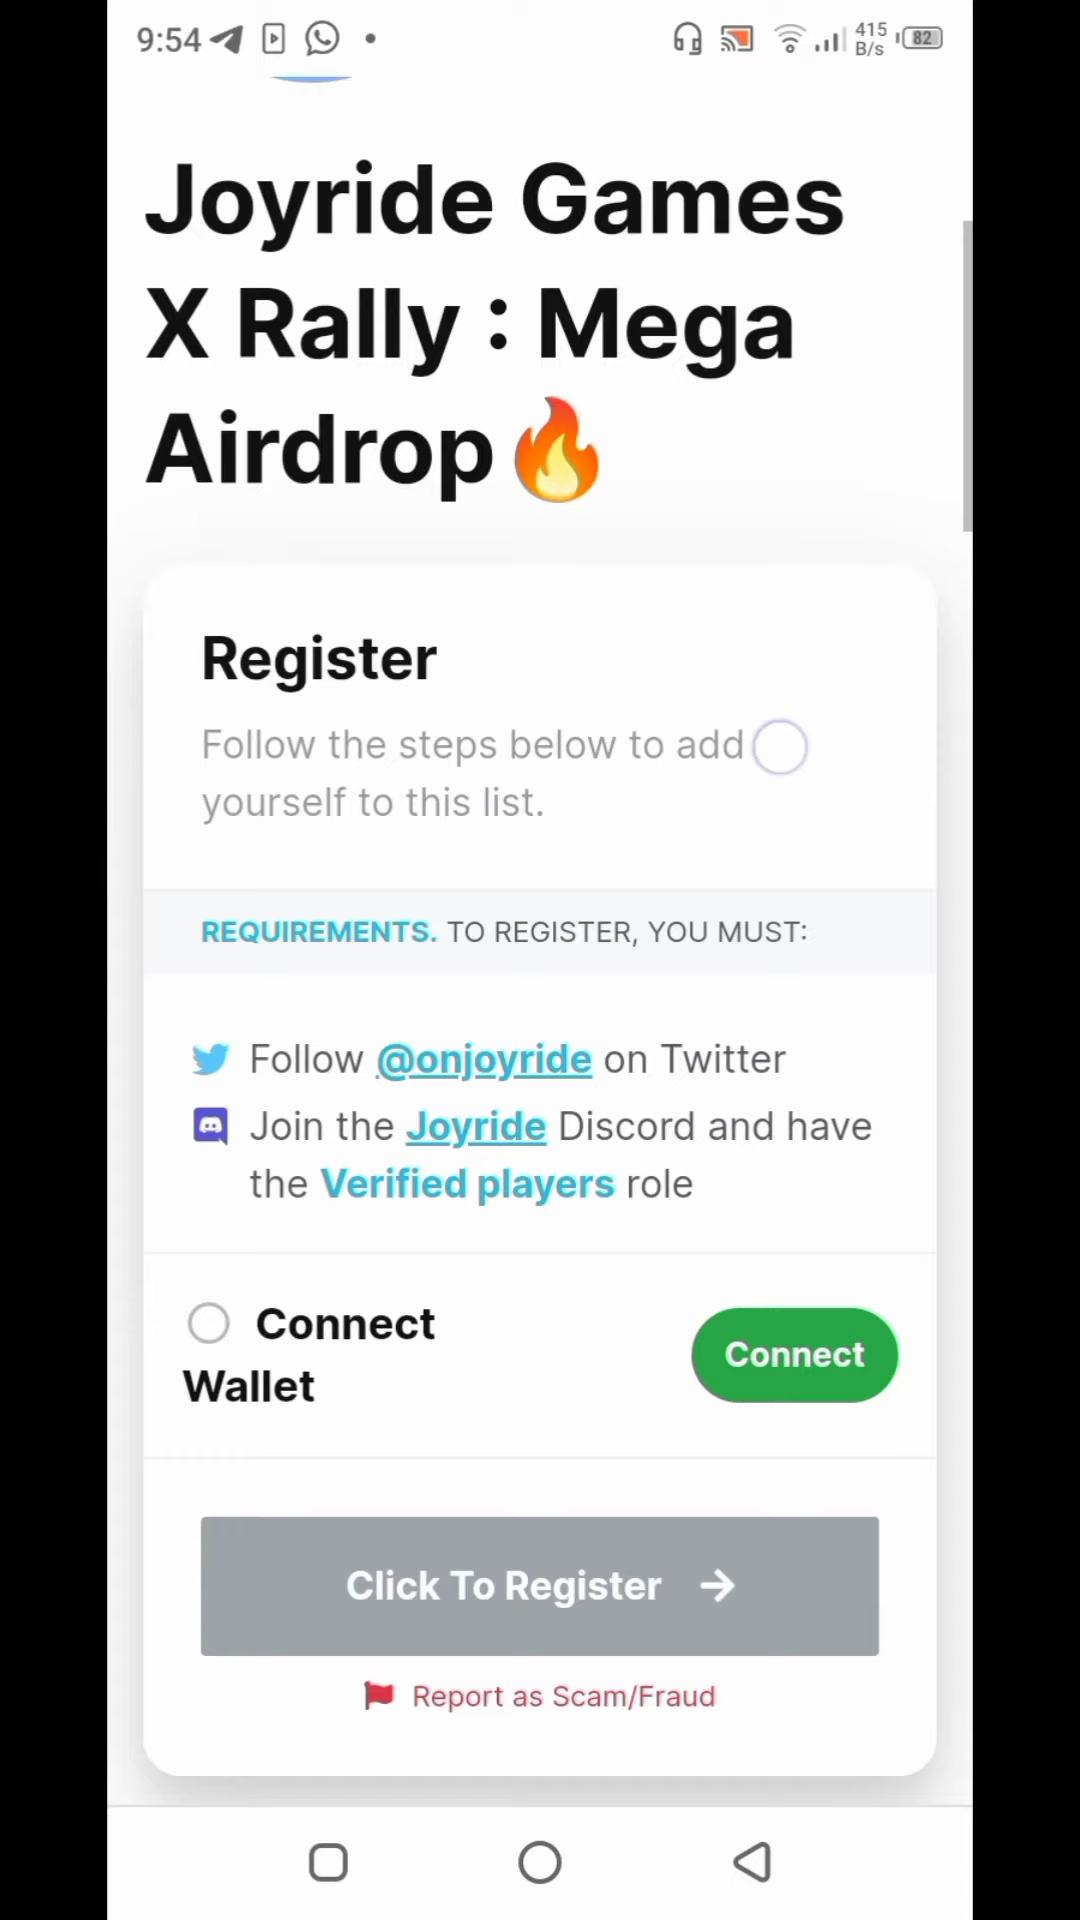 9:54
415
B/s
82
Joyride Games
X Rally : Mega
Airdrop🔥
Register
Follow the steps below to add
yourself to this list.
REQUIREMENTS. TO REGISTER, YOU MUST:
Follow @onjoyride on Twitter
Join the Joyride Discord and have
the Verified players role
Connect
Wallet
Connect
Click To Register →
Report as Scam/Fraud